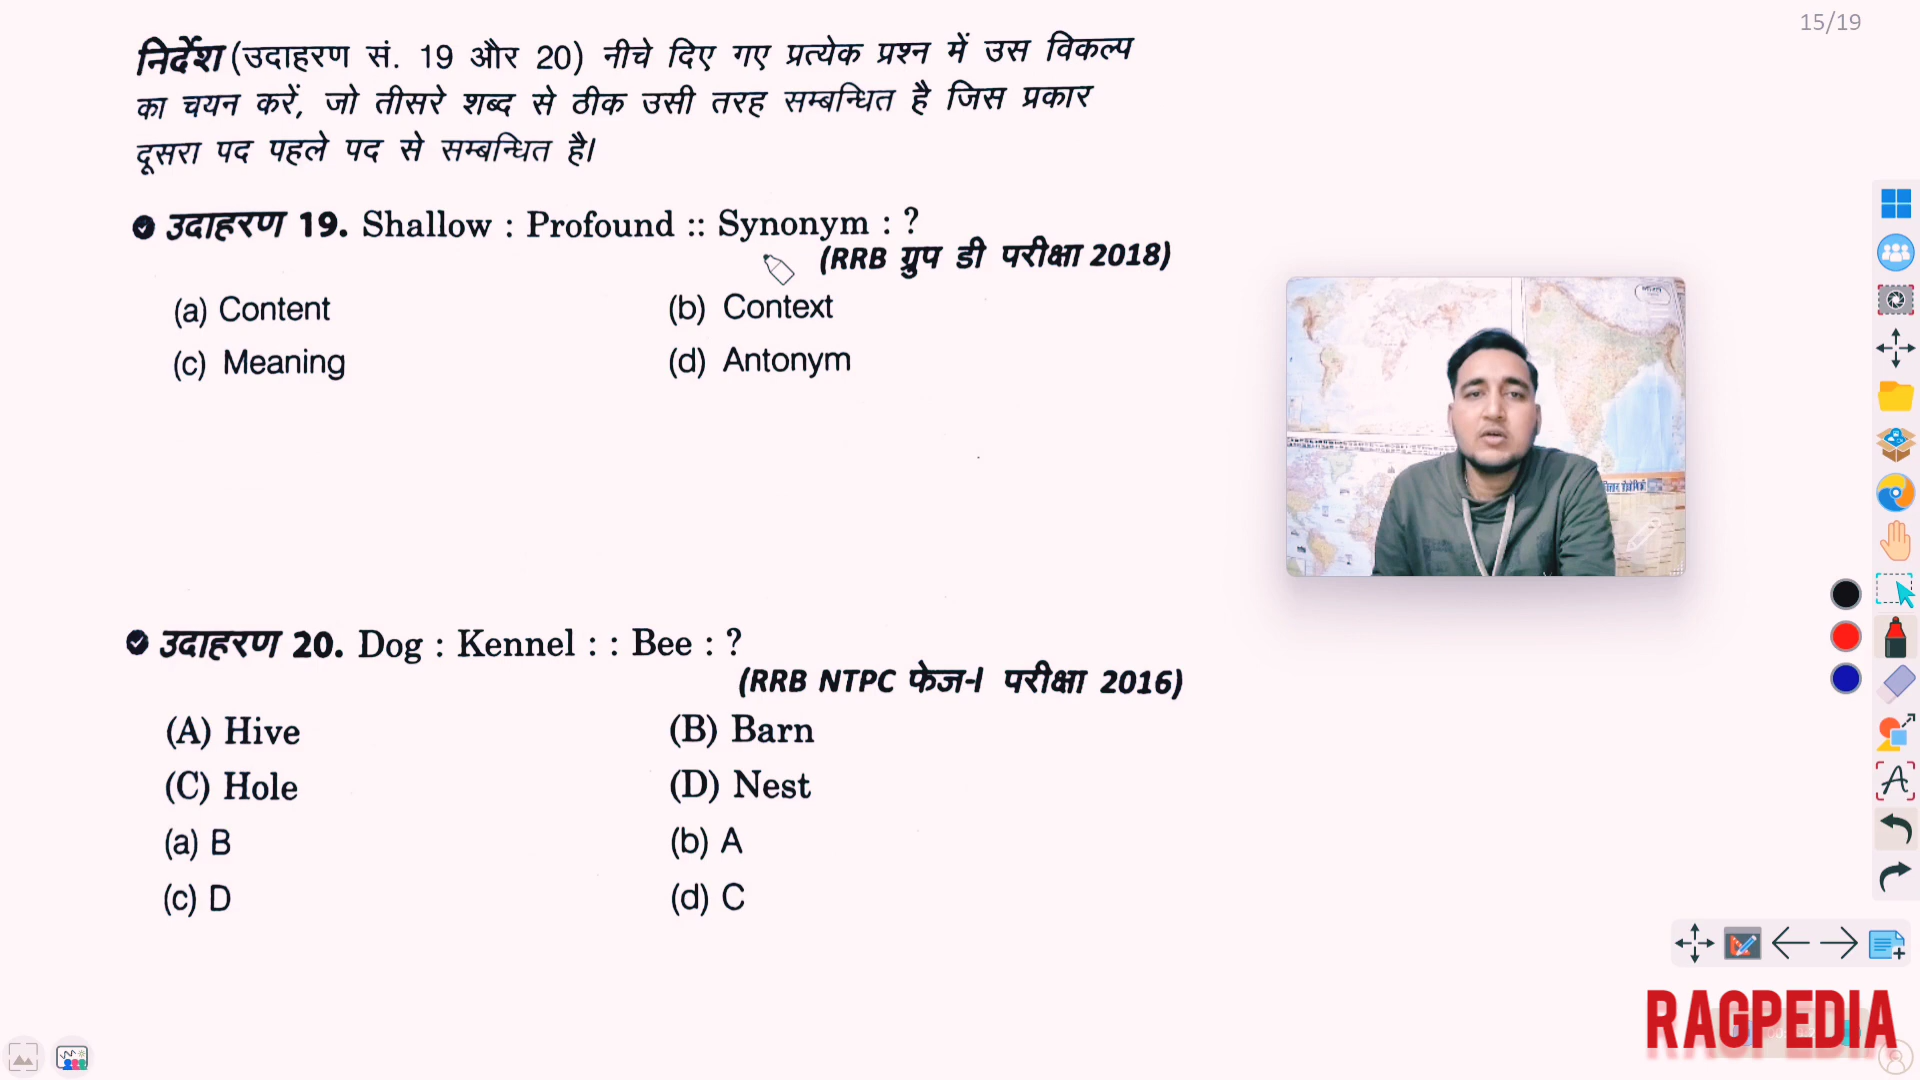 15/19
निर्देश (उदाहरण सं. 19 और 20) नीचे दिए गए प्रत्येक प्रश्न में उस विकल्प
का चयन करें, जो तीसरे शब्द से ठीक उसी तरह सम्बन्धित है जिस प्रकार
दूसरा पद पहले पद से सम्बन्धित है।
उदाहरण 19. Shallow : Profound :: Synonym : ?
(RRB ग्रुप डी परीक्षा 2018)
(a) Content (b) Context
(c) Meaning (d) Antonym
उदाहरण 20. Dog : Kennel : : Bee : ?
(RRB NTPC फेज-I परीक्षा 2016)
(A) Hive (B) Barn
(C) Hole (D) Nest
(a) B (b) A
(c) D (d) C
RAGPEDIA